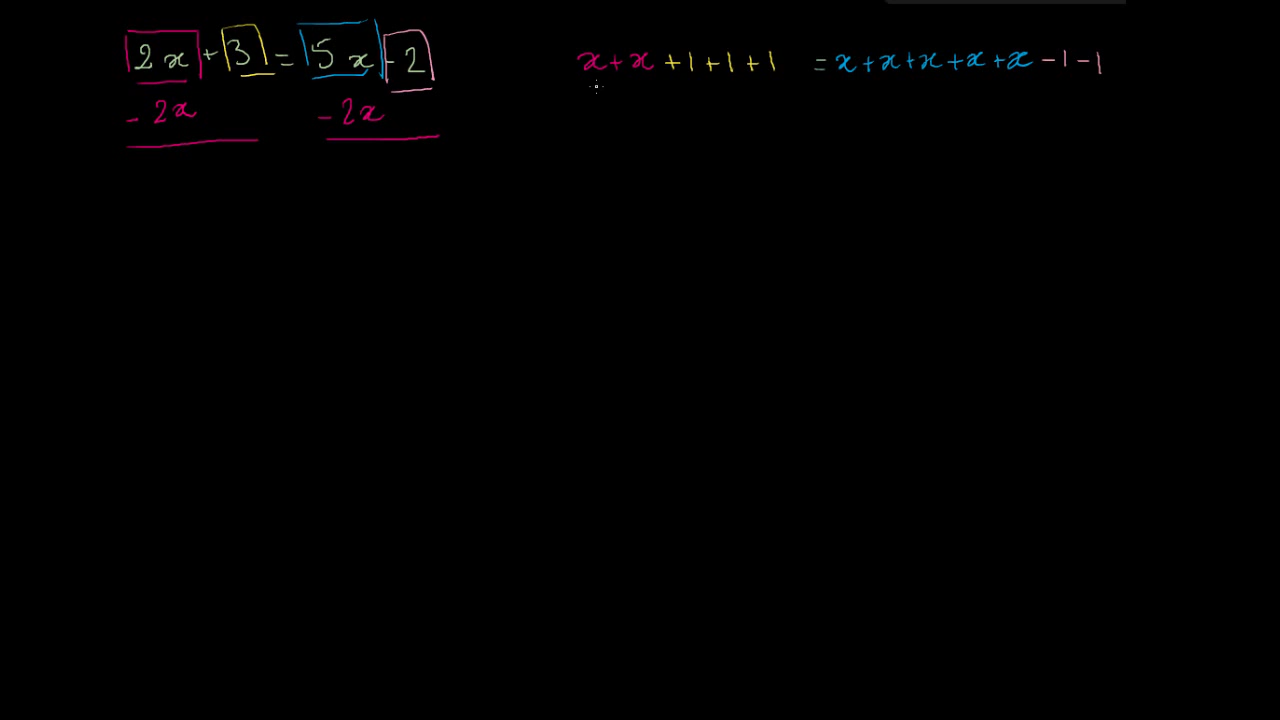 2x + 3 = 5x - 2
x + x + 1 + 1 + 1 = x + x + x + x + x - 1 - 1
- 2x - 2x